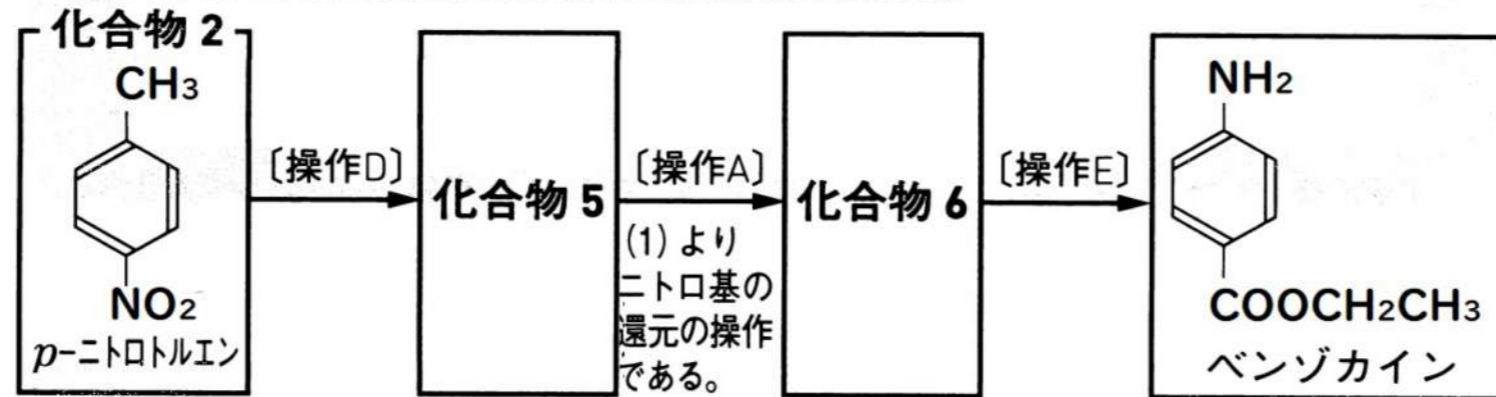 化合物2
CH3
NO2
p-ニトロトルエン
〔操作D〕
化合物5
〔操作A〕
(1)より
ニトロ基の
還元の操作
である。
化合物6
〔操作E〕
NH2
COOCH2CH3
ベンゾカイン